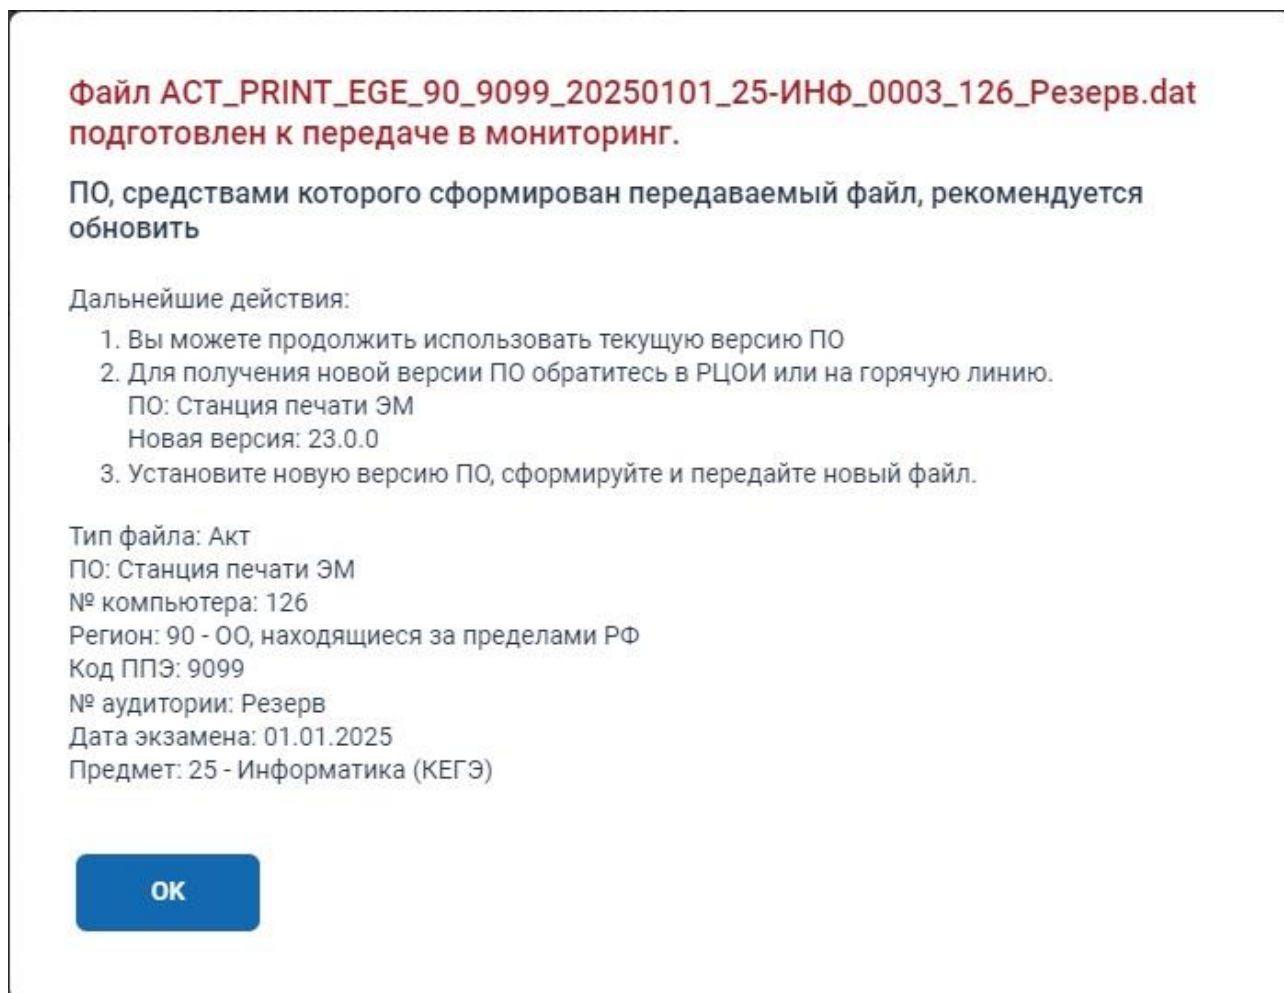 Файл ACT_PRINT_EGE_90_9099_20250101_25-ИНФ_0003_126_Резерв.dat
подготовлен к передаче в мониторинг.
ПО, средствами которого сформирован передаваемый файл, рекомендуется
обновить
Дальнейшие действия:
1. Вы можете продолжить использовать текущую версию ПО
2. Для получения новой версии ПО обратитесь в РЦОИ или на горячую линию.
ПО: Станция печати ЭМ
Новая версия: 23.0.0
3. Установите новую версию ПО, сформируйте и передайте новый файл.
Тип файла: Акт
ПО: Станция печати ЭМ
№ компьютера: 126
Регион: 90 - ОО, находящиеся за пределами РФ
Код ППЭ: 9099
№ аудитории: Резерв
Дата экзамена: 01.01.2025
Предмет: 25 - Информатика (КЕГЭ)
ОК